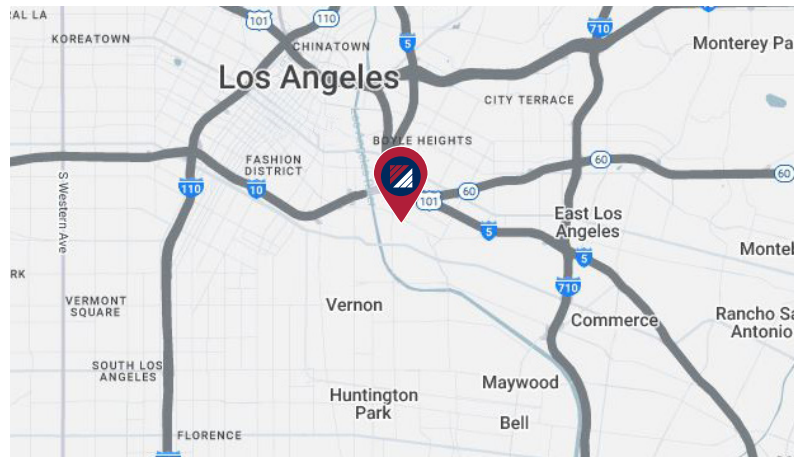 RAL LA
101
110
KOREATOWN
CHINATOWN
5
710
Monterey Pa
Los Angeles
CITY TERRACE
BOYLE HEIGHTS
FASHION
DISTRICT
60
60
60
S Western Ave
110
10
101
East Los
Angeles
5
5
Monteb
RK
VERMONT
SQUARE
Vernon
710
Commerce
Rancho Sa
Antonio
SOUTH LOS
ANGELES
Maywood
Huntington
Park
Bell
FLORENCE